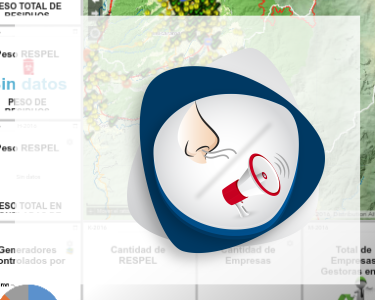 ESO TOTAL DE
RESIDUOS
Peso RESPEL
in datos
PESO DE
Peso RESPEL
ESO TOTAL EN
Generadores
ontrolados por
Cantidad de
RESPEL
antidad de
Empresas
Total de
Empresas
Gestoras en